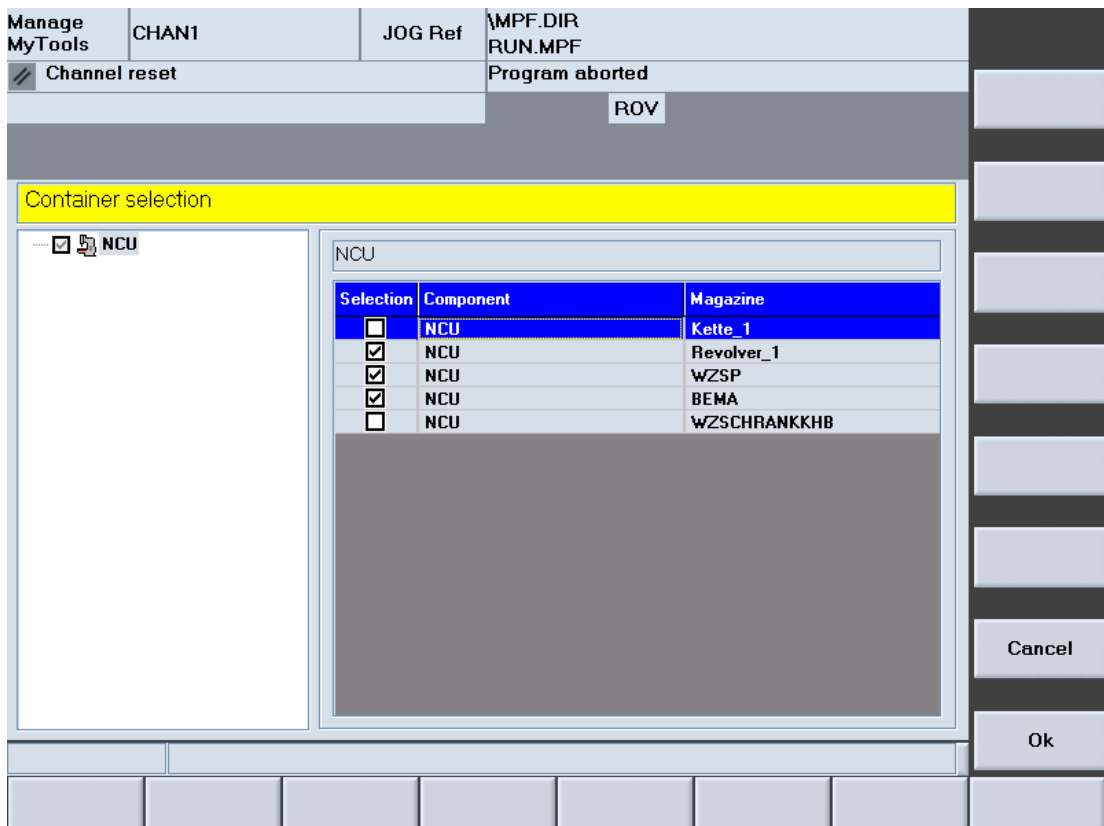 Manage
MyTools
CHAN1
JOG Ref
\MPF.DIR
RUN.MPF
Channel reset
Program aborted
ROV
Container selection
NCU
NCU
Selection Component Magazine
NCU Kette_1
NCU Revolver_1
NCU WZSP
NCU BEMA
NCU WZSCHRANKKHB
Cancel
Ok